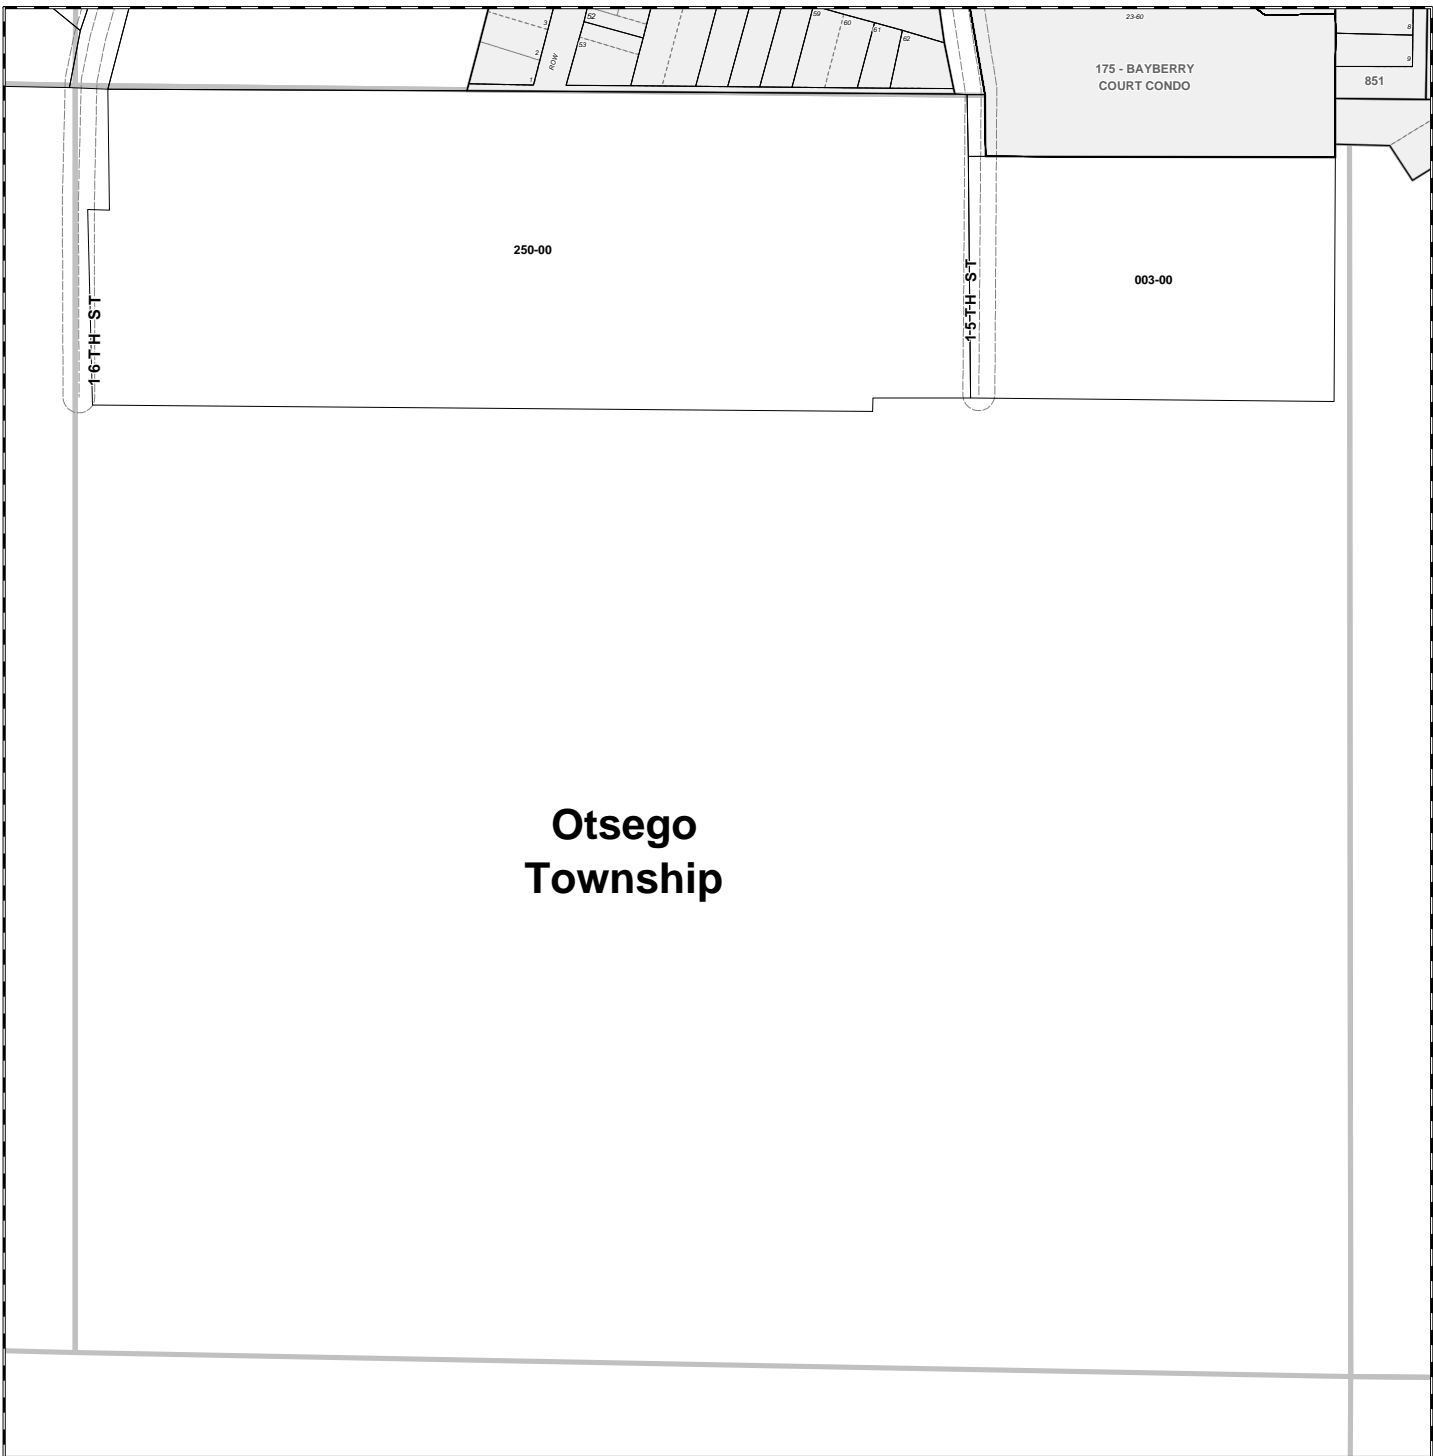 3
2
1
ROW
52
53
59
60
61
62
23-60
175 - BAYBERRY
COURT CONDO
8
9
851
250-00
003-00
16TH ST
15TH ST
Otsego
Township